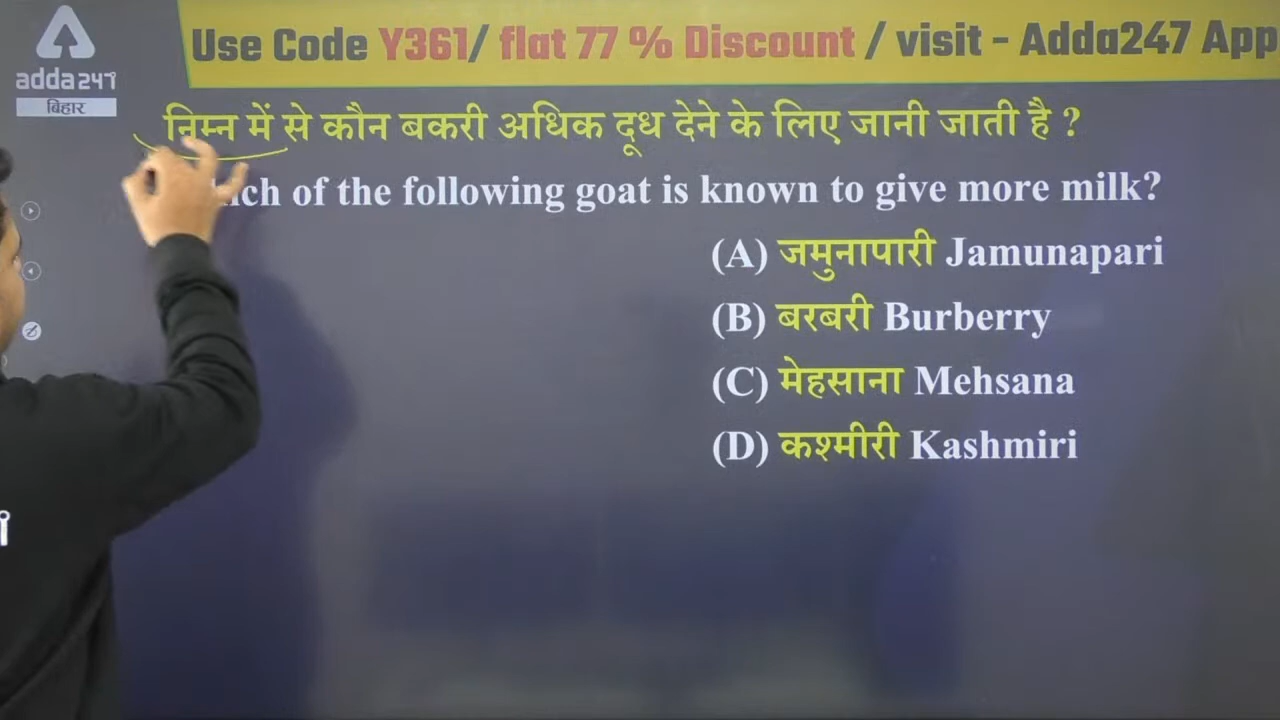 Use Code Y361/ flat 77 % Discount / visit - Adda247 App
adda247
बिहार
निम्न में से कौन बकरी अधिक दूध देने के लिए जानी जाती है ?
ch of the following goat is known to give more milk?
(A) जमुनापारी Jamunapari
(B) बरबरी Burberry
(C) मेहसाना Mehsana
(D) कश्मीरी Kashmiri